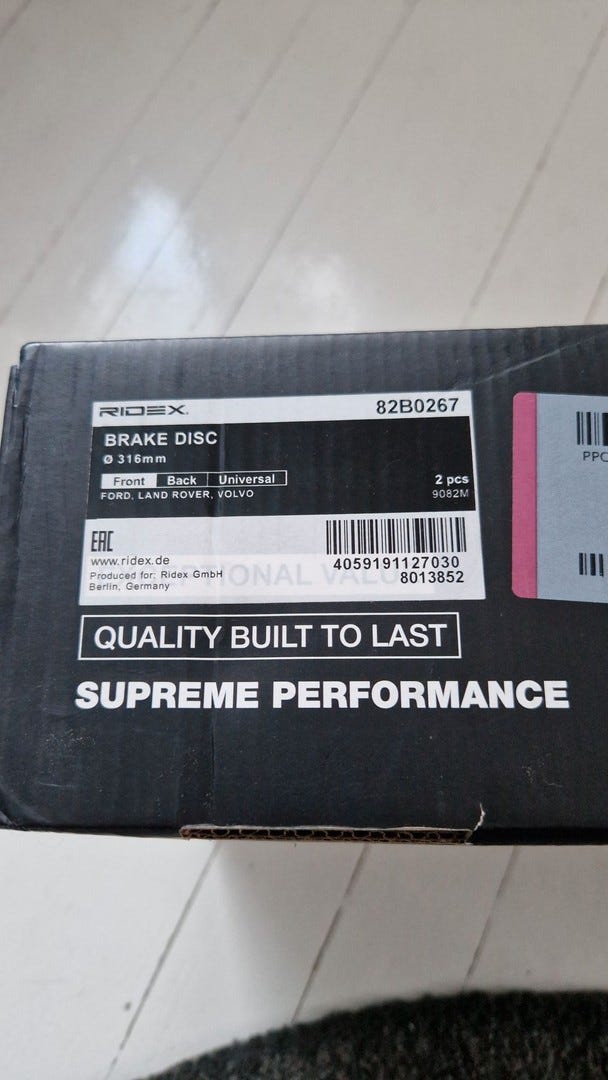 RIDEX. 82B0267
BRAKE DISC
Ø 316mm
Front Back Universal 2 pcs
FORD, LAND ROVER, VOLVO 9082M
EAC
www.ridex.de
Produced for: Ridex GmbH
Berlin, Germany
4059191127030
8013852
QUALITY BUILT TO LAST
SUPREME PERFORMANCE